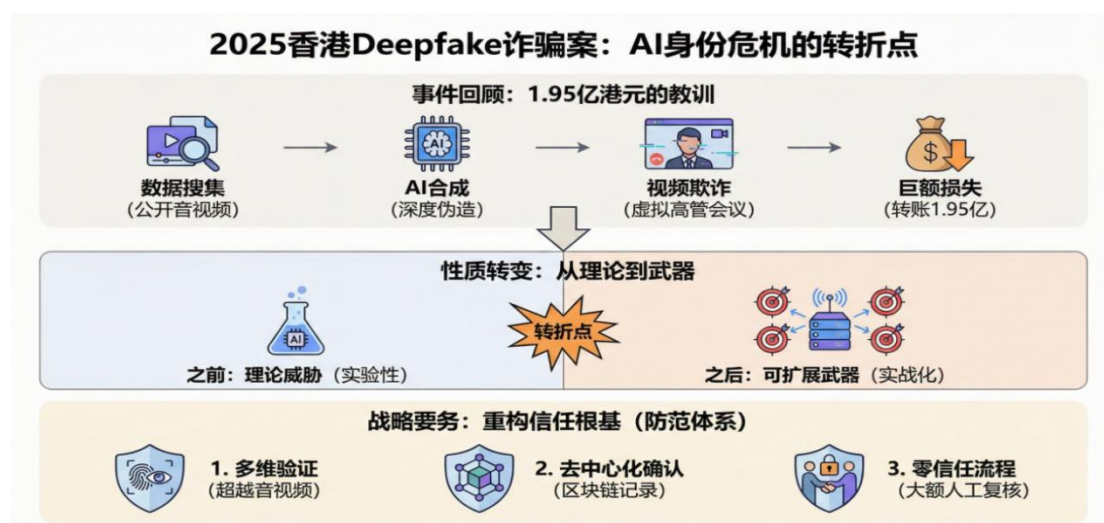 2025香港Deepfake诈骗案：AI身份危机的转折点
事件回顾：1.95亿港元的教训
AI
$
数据搜集
AI合成
视频欺诈
巨额损失
(公开音视频)
(深度伪造)
(虚拟高管会议)
(转账1.95亿)
性质转变：从理论到武器
AI
转折点
之前：理论威胁（实验性）
之后：可扩展武器（实战化）
战略要务：重构信任根基（防范体系）
1. 多维验证
(超越音视频)
2. 去中心化确认
(区块链记录)
3. 零信任流程
(大额人工复核)